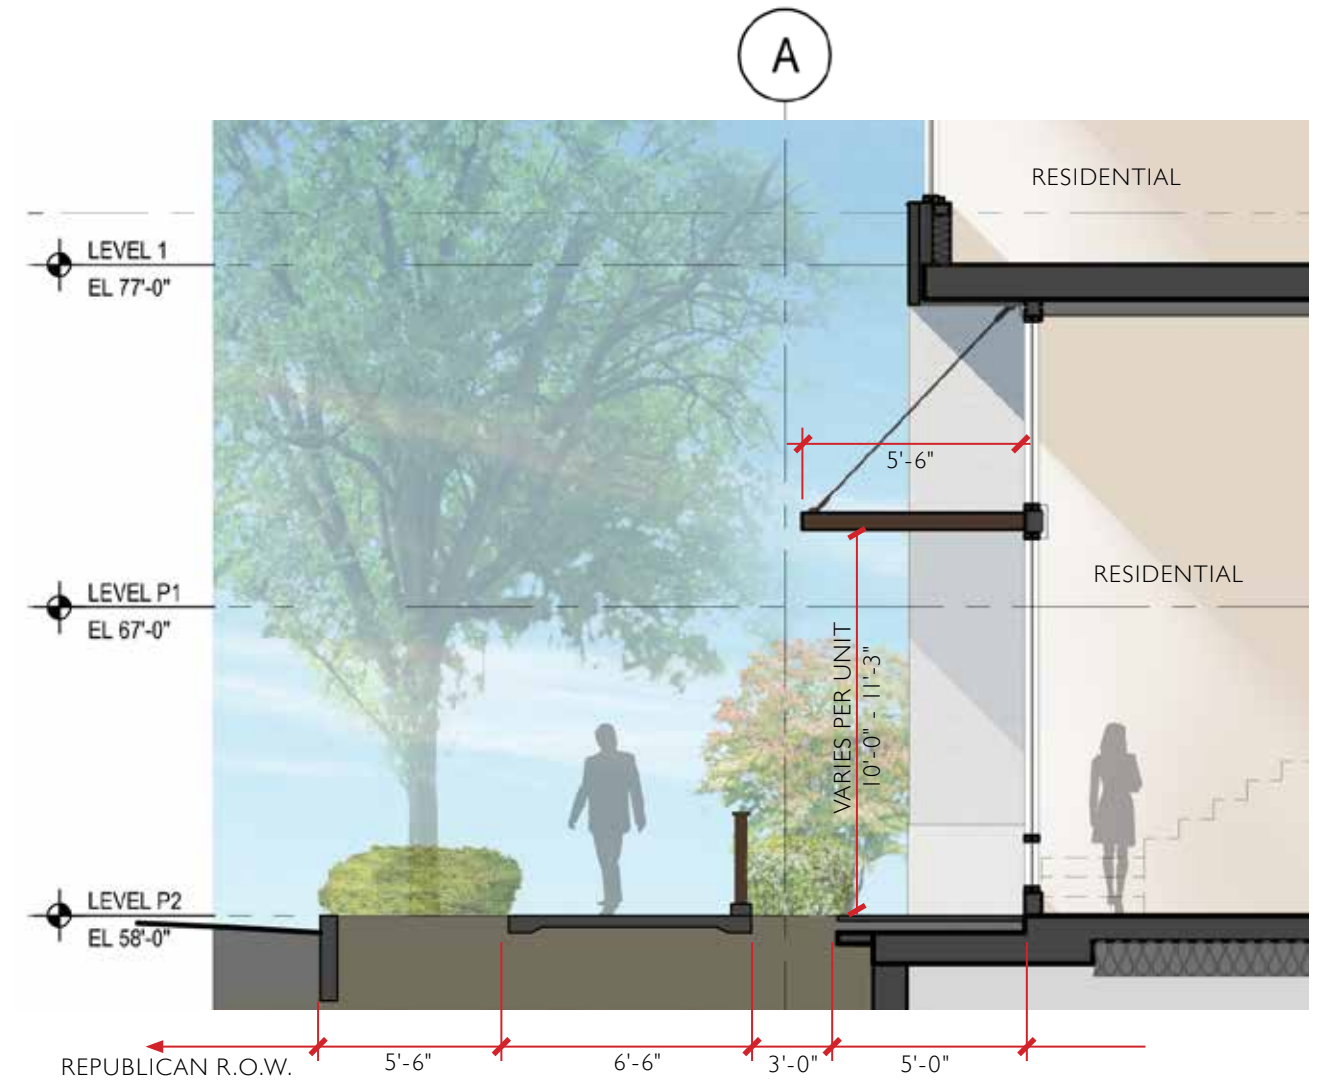 A
RESIDENTIAL
LEVEL 1
EL 77'-0"
5'-6"
RESIDENTIAL
LEVEL P1
EL 67'-0"
VARIES PER UNIT
10'-0" - 11'-3"
LEVEL P2
EL 58'-0"
REPUBLICAN R.O.W.
5'-6"
6'-6"
3'-0"
5'-0"